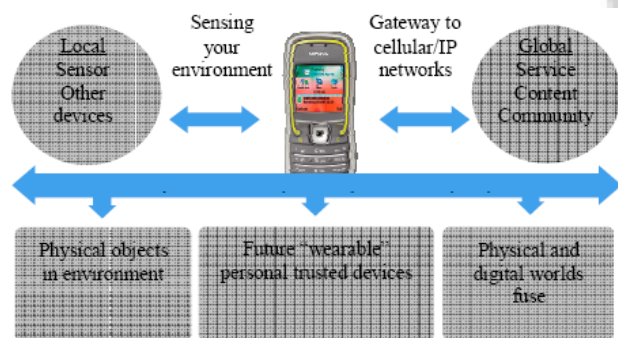 Local
Sensor
Other
devices
Sensing
your
environment
NOKIA
Gateway to
cellular/IP
networks
Global
Service
Content
Community
Physical objects
in environment
Future “wearable”
personal trusted devices
Physical and
digital worlds
fuse